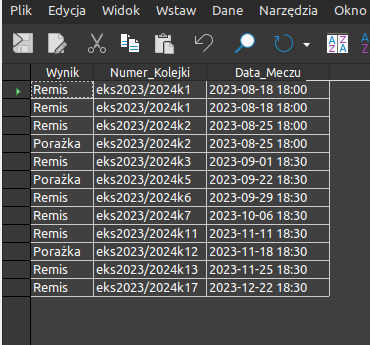 Plik Edycja Widok Wstaw Dane Narzędzia Okno
Wynik Numer_Kolejki Data_Meczu
Remis eks2023/2024k1 2023-08-18 18:00
Remis eks2023/2024k1 2023-08-18 18:00
Remis eks2023/2024k2 2023-08-25 18:00
Porażka eks2023/2024k2 2023-08-25 18:00
Remis eks2023/2024k3 2023-09-01 18:30
Porażka eks2023/2024k5 2023-09-22 18:30
Remis eks2023/2024k6 2023-09-29 18:30
Remis eks2023/2024k7 2023-10-06 18:30
Remis eks2023/2024k11 2023-11-11 18:30
Porażka eks2023/2024k12 2023-11-18 18:30
Remis eks2023/2024k13 2023-11-25 18:30
Remis eks2023/2024k17 2023-12-22 18:30